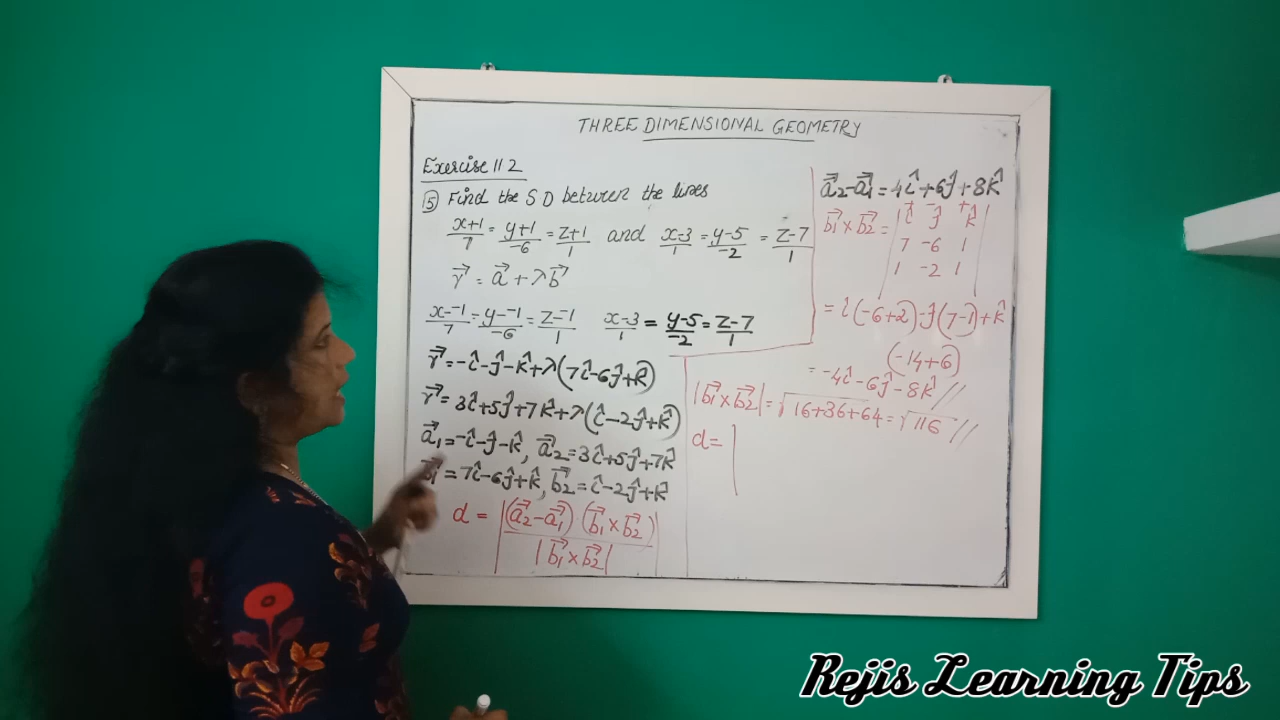 THREE DIMENSIONAL GEOMETRY
Exercise 11 2
⑤ Find the S D between the lines
x+1/7 = y+1/-6 = z+1/1 and x-3/1 = y-5/-2 = z-7/1
r⃗ = a⃗ + λb⃗
x--1/7 = y--1/-6 = z--1/1 x-3/1 = y-5/-2 = z-7/1
r⃗ = -î-ĵ-k̂+λ(7î-6ĵ+k̂)
r⃗ = 3î+5ĵ+7k̂+λ(î-2ĵ+k̂)
a⃗1 = -î-ĵ-k̂, a⃗2 = 3î+5ĵ+7k̂
b⃗1 = 7î-6ĵ+k̂, b⃗2 = î-2ĵ+k̂
d = |(a⃗2-a⃗1) (b⃗1×b⃗2) / |b⃗1×b⃗2||
a⃗2-a⃗1 = 4î+6ĵ+8k̂
b⃗1×b⃗2 = | î ĵ k̂ |
+ - +
7 -6 1
1 -2 1
= î(-6+2)-ĵ(7-1)+k̂
(-14+6)
= -4î-6ĵ-8k̂//
|b⃗1×b⃗2| = √16+36+64 = √116//
d = |
Rejis Learning Tips